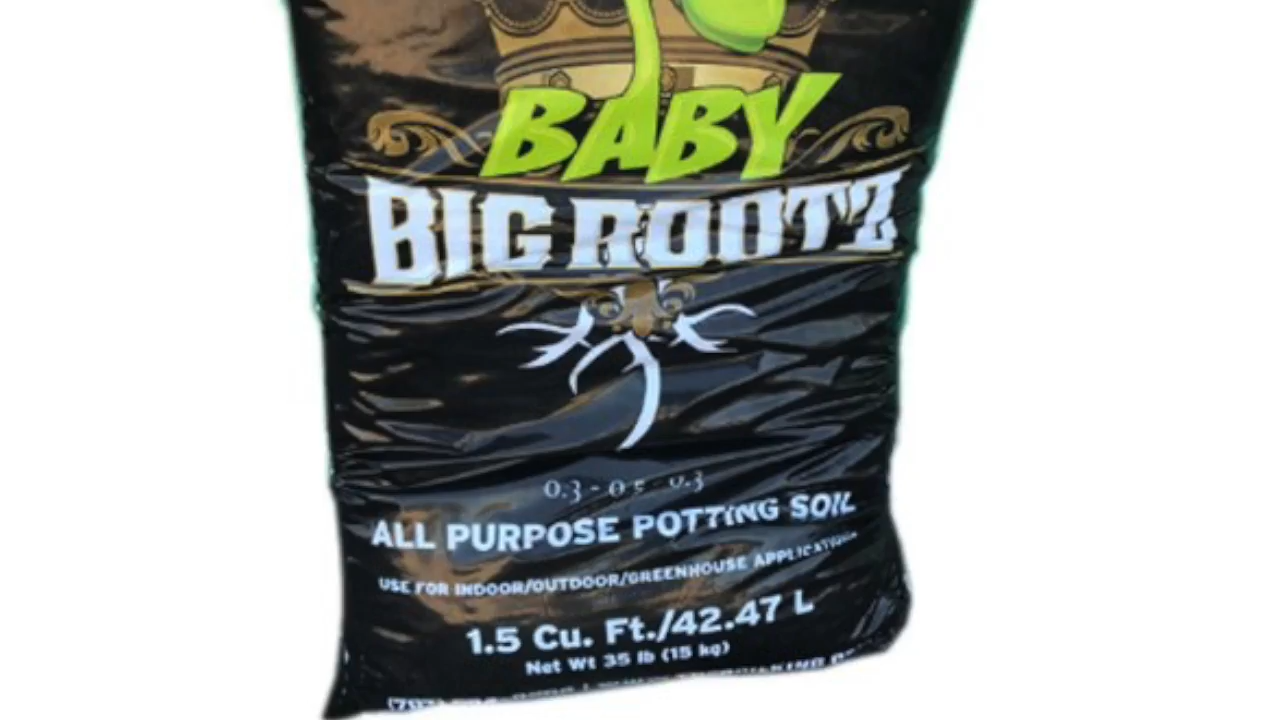 BABY
BIG ROOTZ
0.3 - 0.5 0.3
ALL PURPOSE POTTING SOIL
USE FOR INDOOR/OUTDOOR/GREENHOUSE APPLICATIONS
1.5 Cu. Ft./42.47 L
Net Wt 35 lb (15 kg)